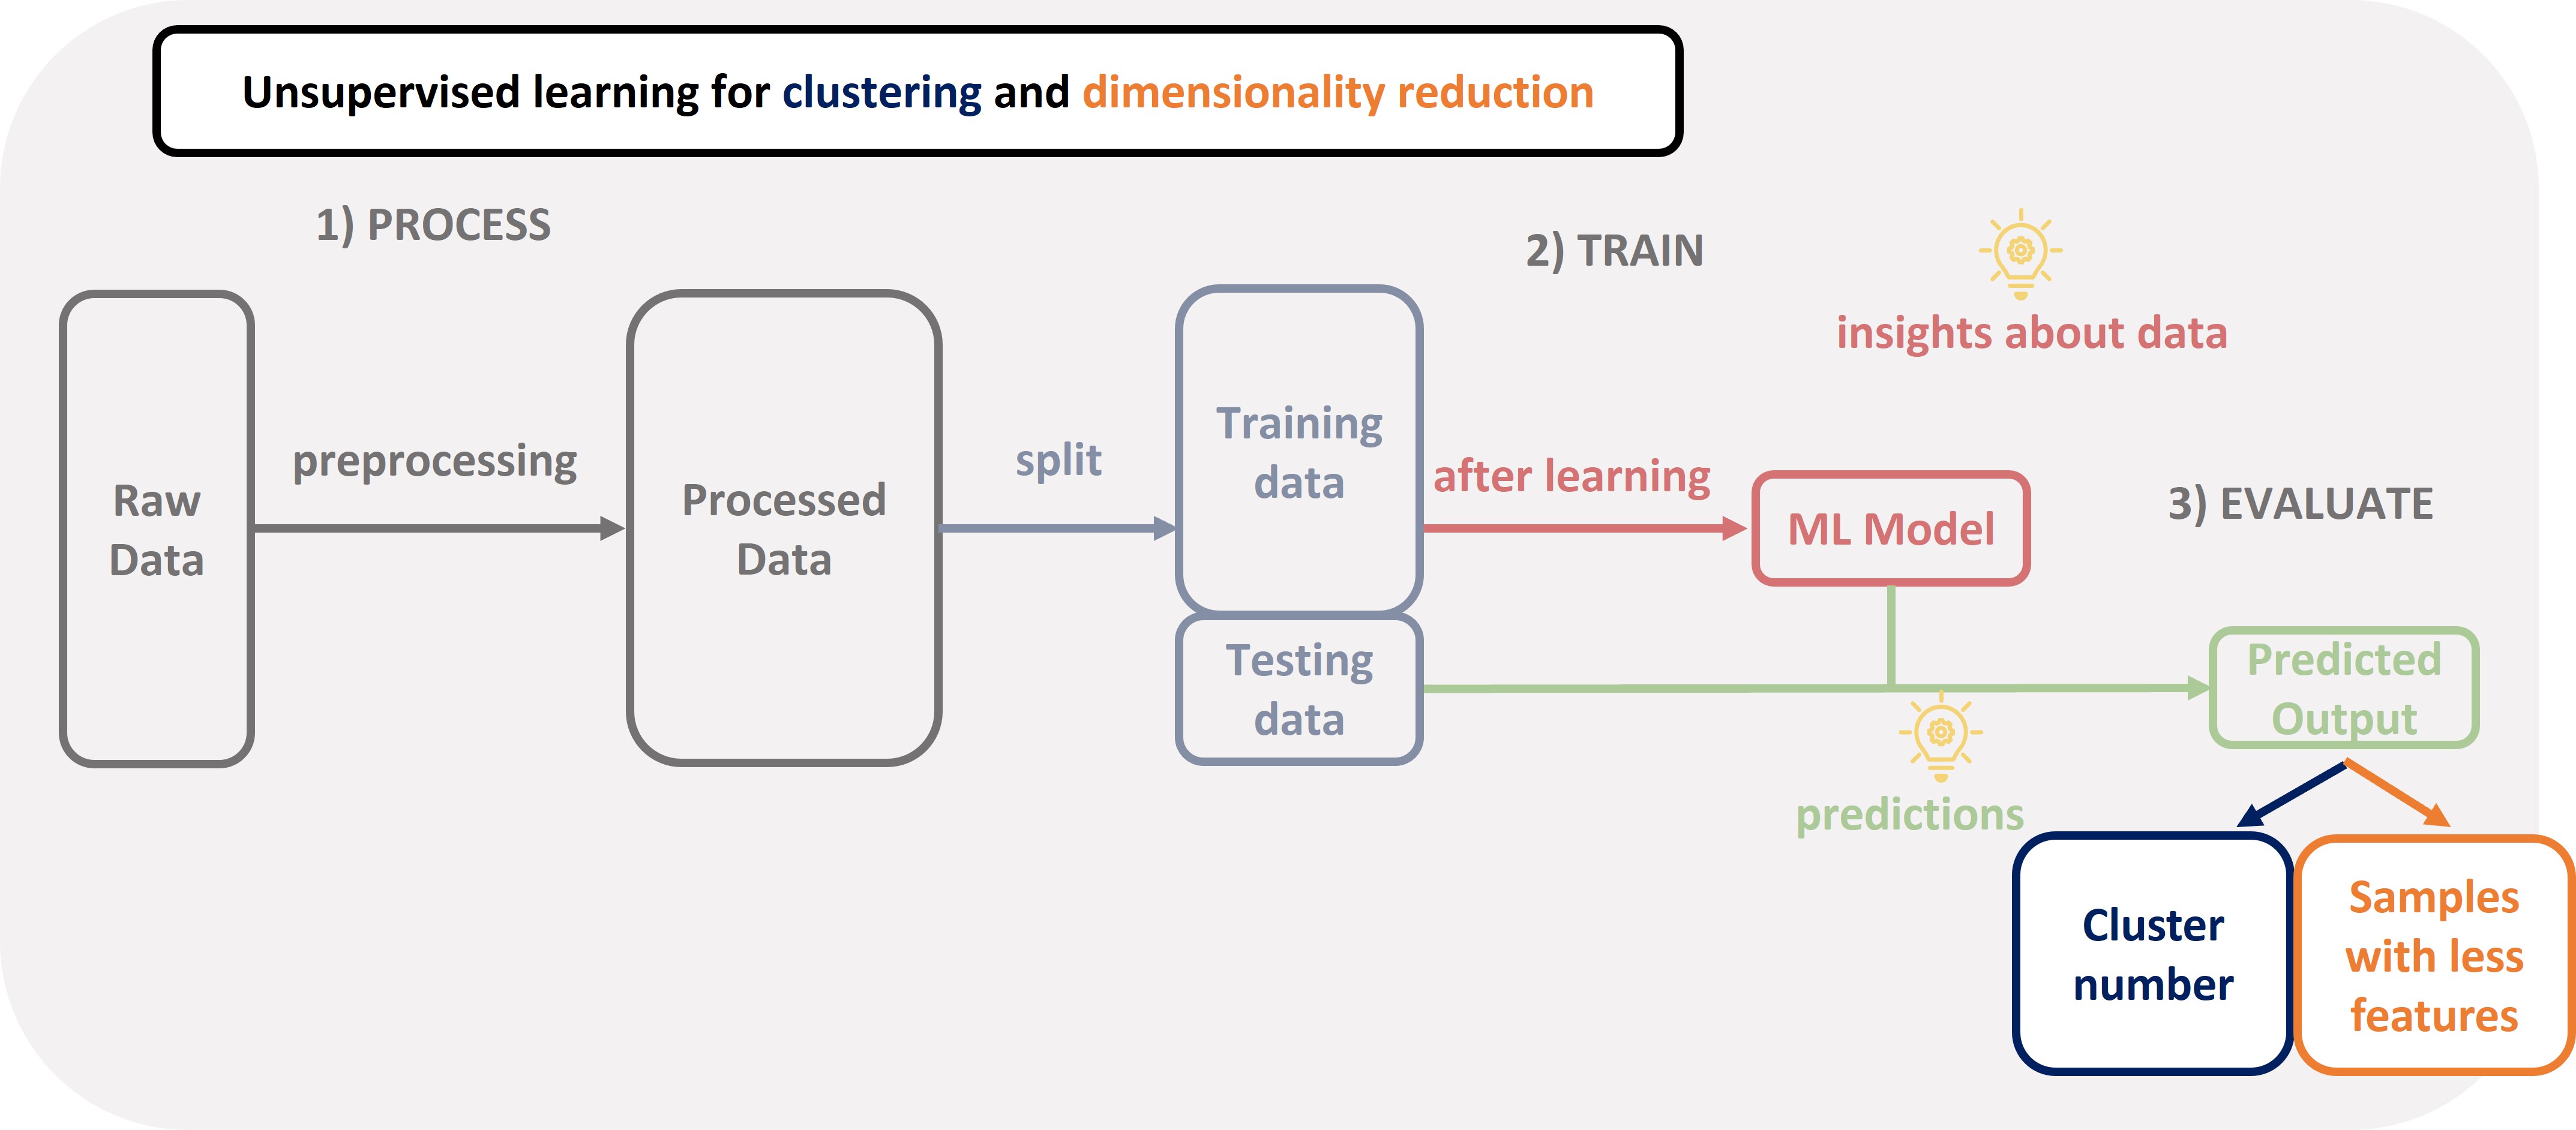 Unsupervised learning for clustering and dimensionality reduction
1) PROCESS
2) TRAIN
insights about data
Raw
Data
preprocessing
Processed
Data
split
Training
data
Testing
data
after learning
ML Model
3) EVALUATE
predictions
Predicted
Output
Cluster
number
Samples
with less
features